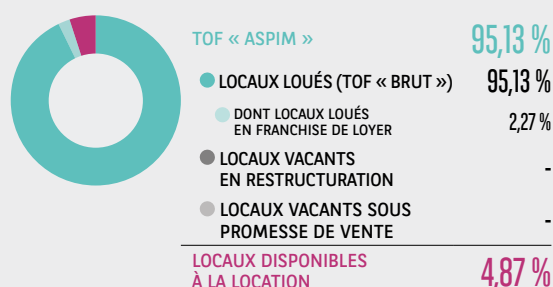 TOF « ASPIM » 95,13 %
LOCAUX LOUÉS (TOF « BRUT ») 95,13 %
DONT LOCAUX LOUÉS
EN FRANCHISE DE LOYER 2,27 %
LOCAUX VACANTS
EN RESTRUCTURATION -
LOCAUX VACANTS SOUS
PROMESSE DE VENTE -
LOCAUX DISPONIBLES
À LA LOCATION 4,87 %